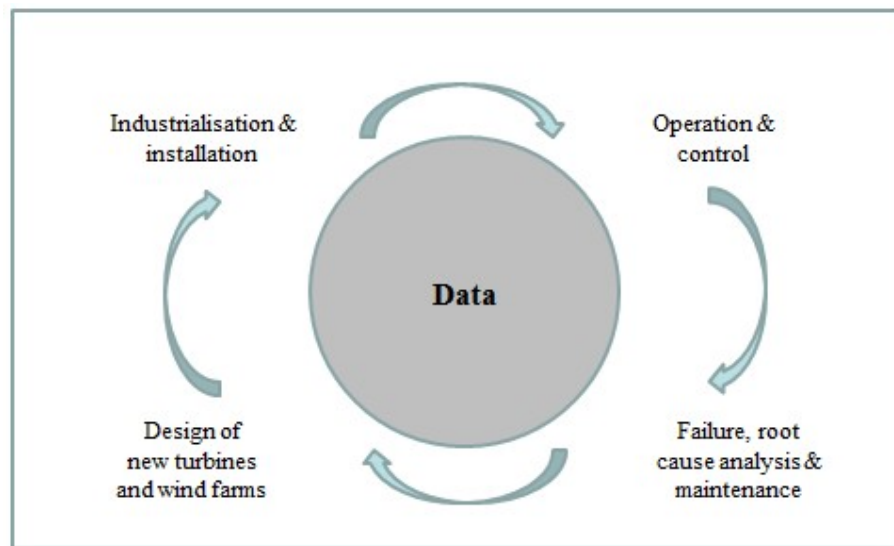 Industrialisation &
installation
Operation &
control
Data
Design of
new turbines
and wind farms
Failure, root
cause analysis &
maintenance